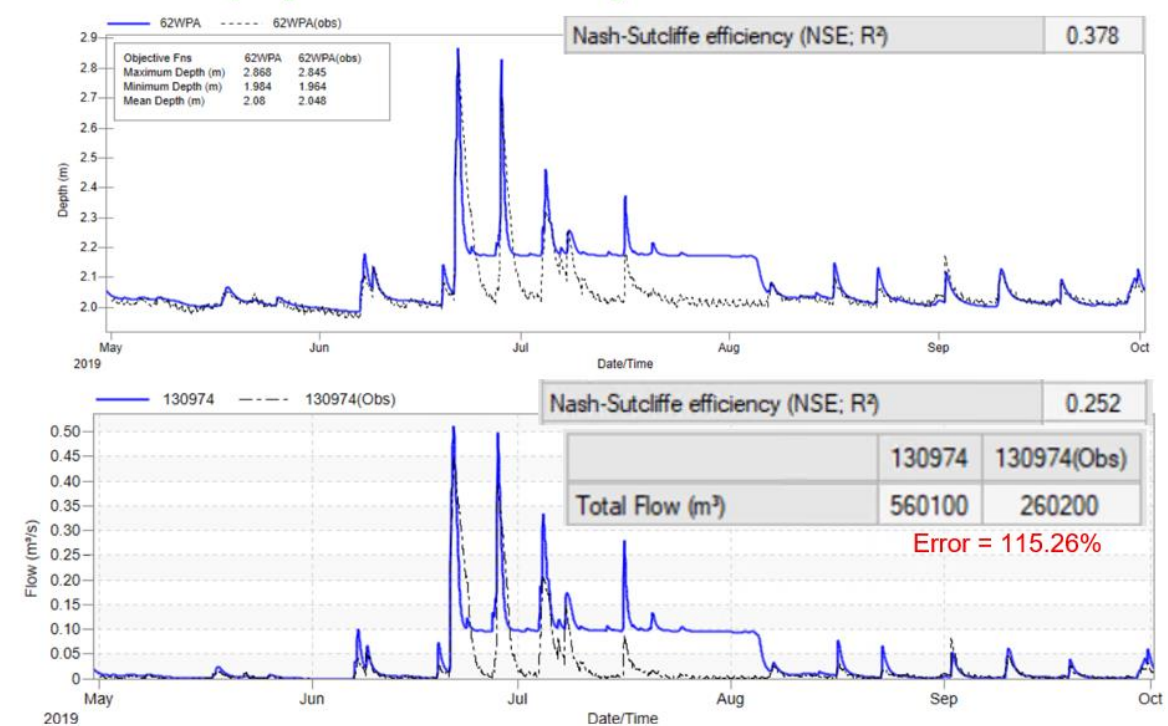 62WPA 62WPA(obs)
Nash-Sutcliffe efficiency (NSE; R²) 0.378
2.9
Objective Fns 62WPA 62WPA(obs)
Maximum Depth (m) 2.868 2.845
Minimum Depth (m) 1.984 1.964
Mean Depth (m) 2.08 2.048
2.8
2.7
2.6
2.5
2.4
2.3
2.2
2.1
2.0
Depth (m)
May Jun Jul Aug Sep Oct
2019 Date/Time
130974 130974(Obs)
Nash-Sutcliffe efficiency (NSE; R²) 0.252
130974 130974(Obs)
Total Flow (m³) 560100 260200
Error = 115.26%
0.50
0.45
0.40
0.35
0.30
0.25
0.20
0.15
0.10
0.05
0
Flow (m³/s)
May Jun Jul Aug Sep Oct
2019 Date/Time